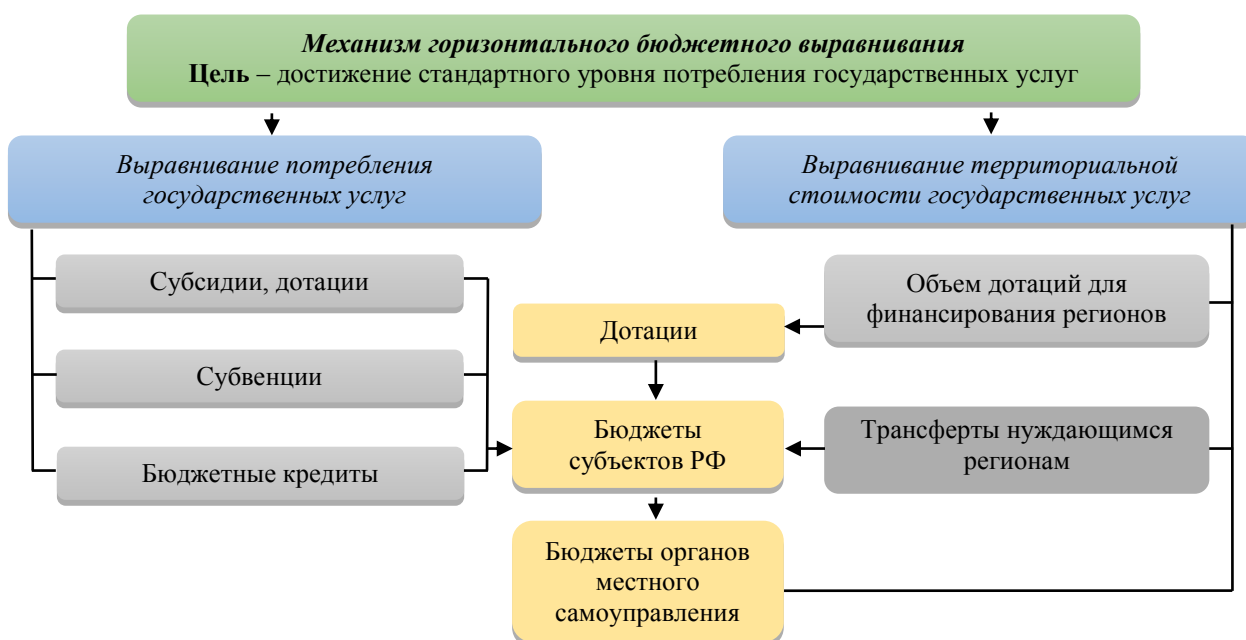 Механизм горизонтального бюджетного выравнивания
Цель – достижение стандартного уровня потребления государственных услуг
Выравнивание потребления
государственных услуг
Выравнивание территориальной
стоимости государственных услуг
Субсидии, дотации
Субвенции
Бюджетные кредиты
Дотации
Бюджеты
субъектов РФ
Бюджеты органов
местного
самоуправления
Объем дотаций для
финансирования регионов
Трансферты нуждающимся
регионам